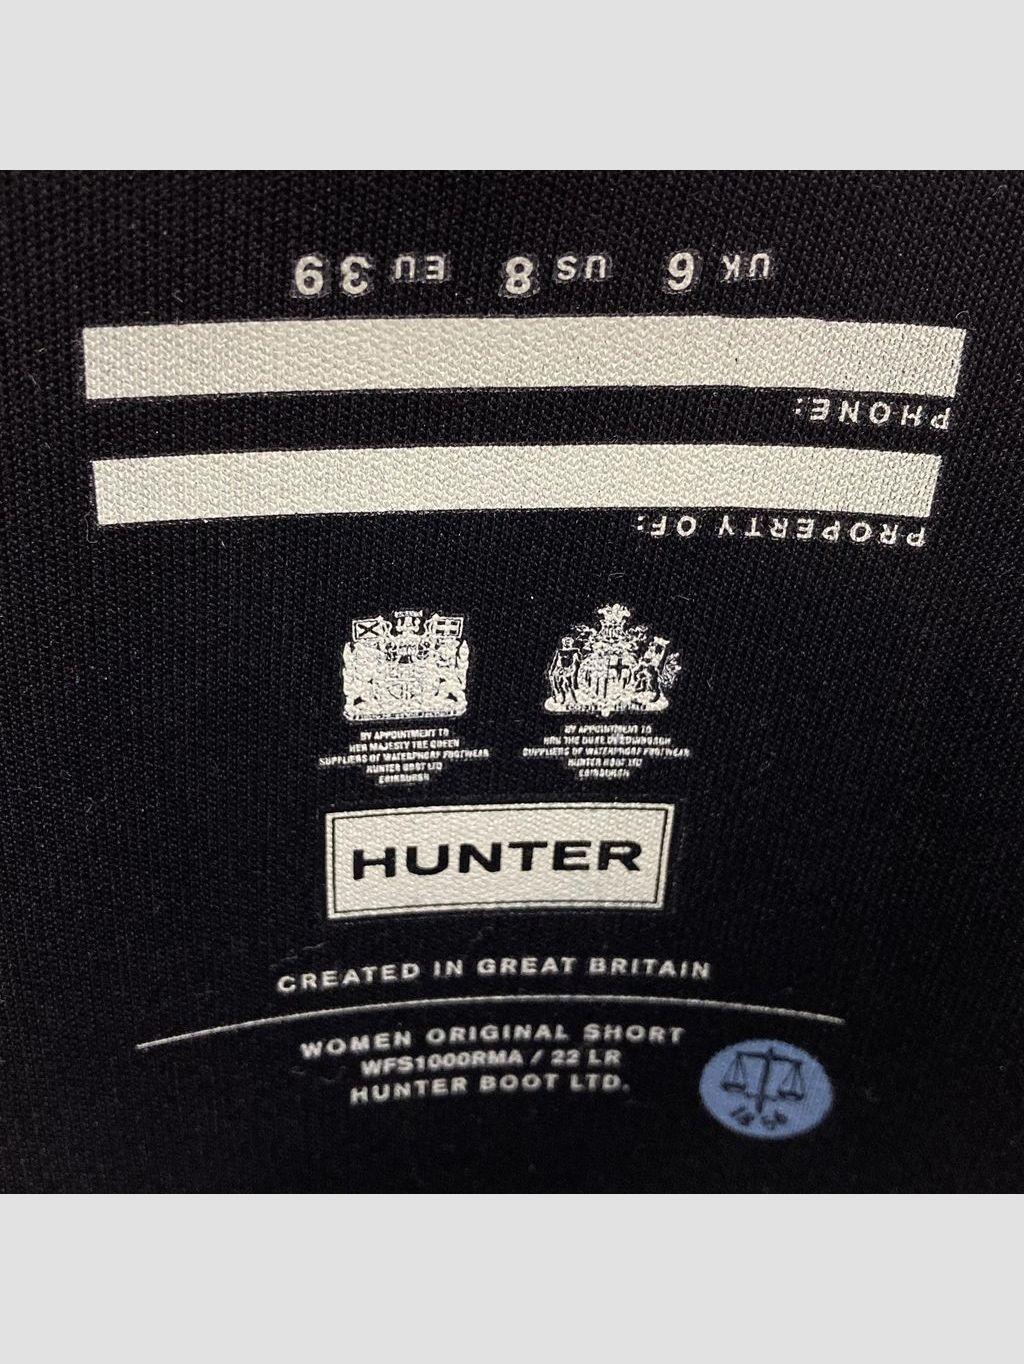 UK 6 US 8 EU 39
PHONE:
PROPERTY OF:
BY APPOINTMENT TO
HER MAJESTY THE QUEEN
SUPPLIERS OF WATERPROOF FOOTWEAR
HUNTER BOOT LTD
EDINBURGH
BY APPOINTMENT TO
HRH THE DUKE OF EDINBURGH
SUPPLIERS OF WATERPROOF FOOTWEAR
HUNTER BOOT LTD
EDINBURGH
HUNTER
CREATED IN GREAT BRITAIN
WOMEN ORIGINAL SHORT
WFS1000RMA / 22 LR
HUNTER BOOT LTD.
1856